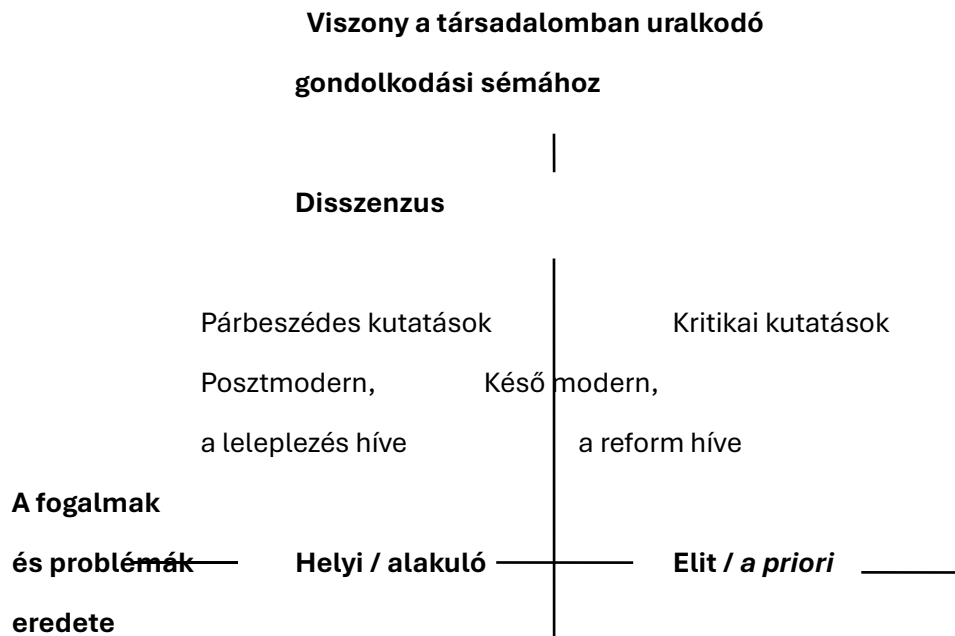 Viszony a társadalomban uralkodó
gondolkodási sémához
Disszenzus
Párbeszédes kutatások Kritikai kutatások
Posztmodern, Késő modern,
a leleplezés híve a reform híve
A fogalmak
és problémák Helyi / alakuló Elit / a priori
eredete